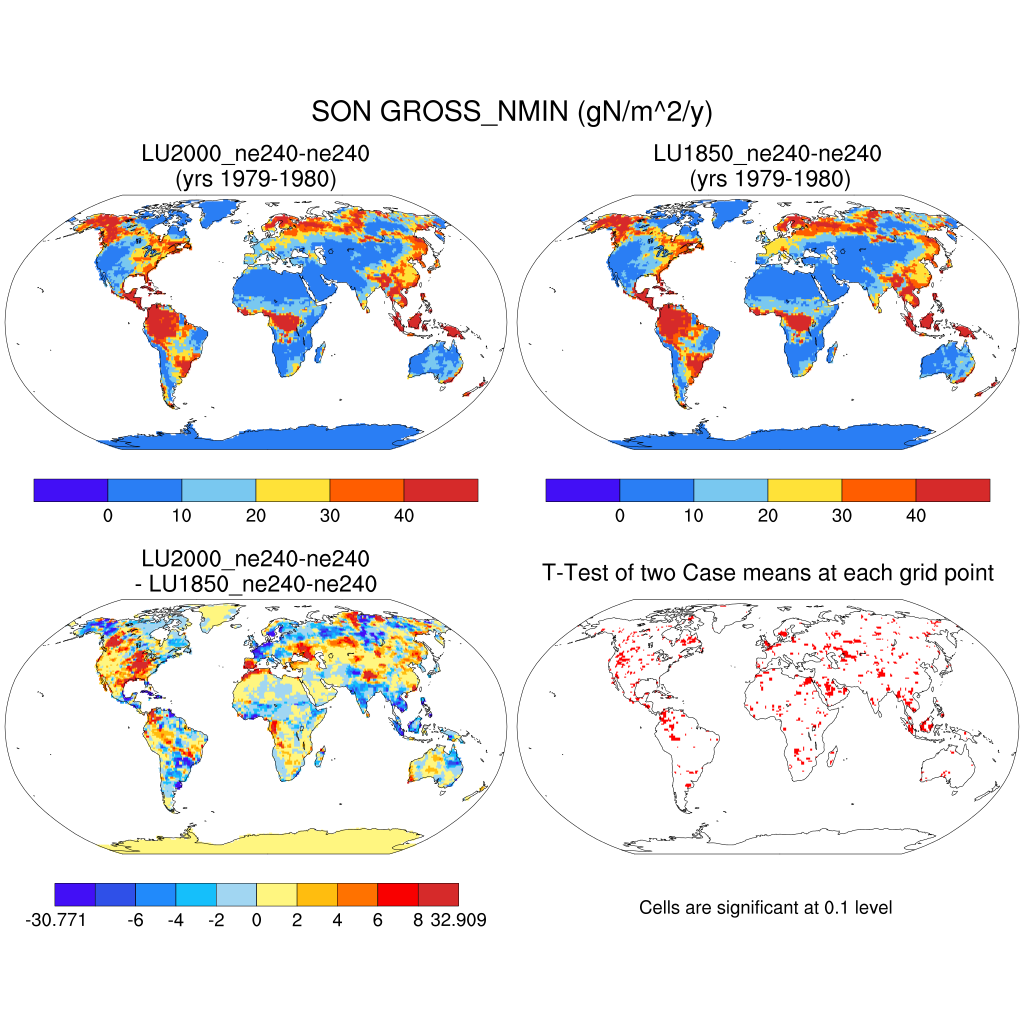 SON GROSS_NMIN (gN/m^2/y)
LU2000_ne240-ne240
(yrs 1979-1980)
LU1850_ne240-ne240
(yrs 1979-1980)
0 10 20 30 40
0 10 20 30 40
LU2000_ne240-ne240
- LU1850_ne240-ne240
T-Test of two Case means at each grid point
-30.771 -6 -4 -2 0 2 4 6 8 32.909
Cells are significant at 0.1 level